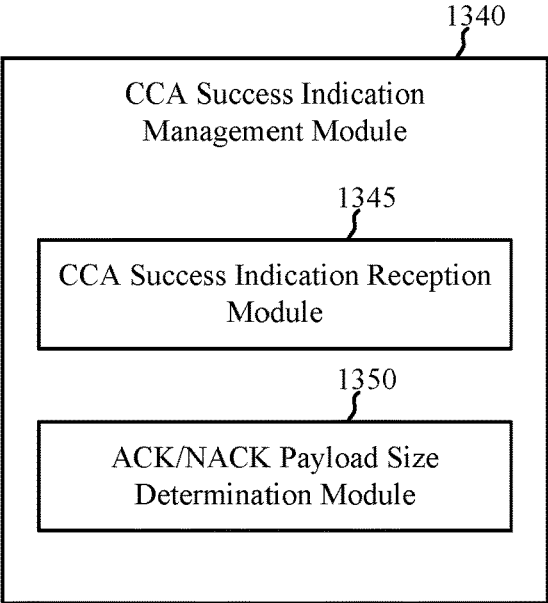 1340
CCA Success Indication
Management Module
1345
CCA Success Indication Reception
Module
1350
ACK/NACK Payload Size
Determination Module